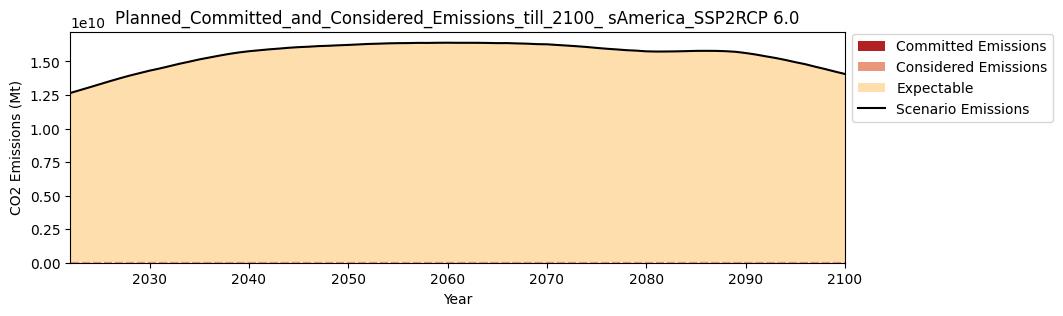 Planned_Committed_and_Considered_Emissions_till_2100_ sAmerica_SSP2RCP 6.0
1e10
1.50
1.25
1.00
0.75
0.50
0.25
0.00
CO2 Emissions (Mt)
2030 2040 2050 2060 2070 2080 2090 2100
Year
Committed Emissions
Considered Emissions
Expectable
Scenario Emissions